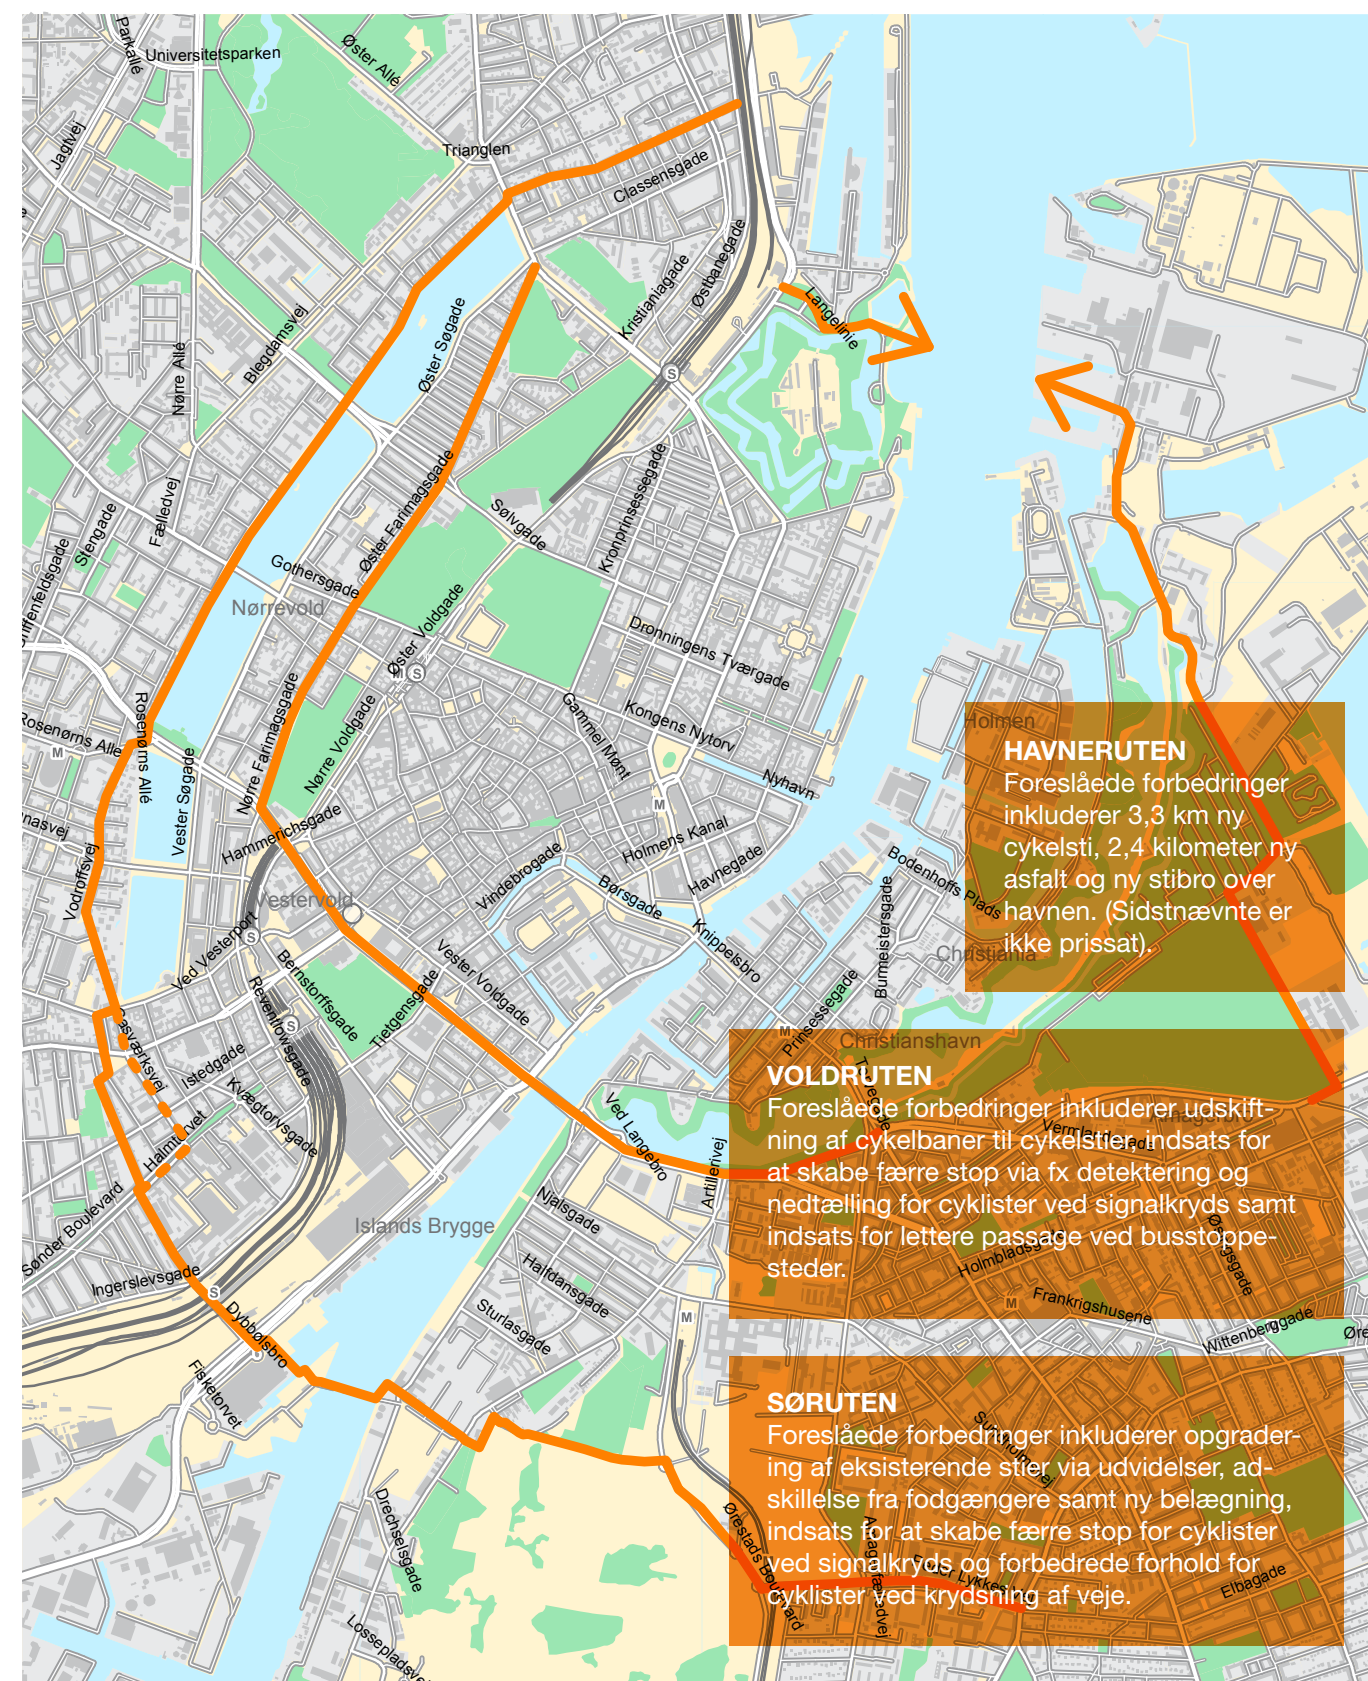 Parkallé
Universitetsparken
Øster Allé
Jagtvej
Trianglen
Classensgade
Østbanegade
Kristianiagade
Langelinie
Øster Søgade
Blegdamsvej
Nørre Allé
S
Øster Farimagsgade
Kronprinsessegade
Sølvgade
Fælledvej
Stengade
Gothersgade
Nørrevold
Øster Voldgade
Dronningens Tværgade
M S
Rosenørns Alle
M
Rosenørns Allé
Nørre Farimagsgade
Nørre Voldgade
Gammel Mønt
Kongens Nytorv
Nyhavn
M
Holmen
HAVNERUTEN
Foreslåede forbedringer
inkluderer 3,3 km ny
cykelsti, 2,4 kilometer ny
asfalt og ny stibro over
havnen. (Sidstnævnte er
ikke prissat).
Vester Søgade
Hammerichsgade
Holmens Kanal
Havnegade
Vodroffsvej
Vindebrogade
Børsgade
Bodenhoffs Plads
Burmeistersgade
Christiania
Vestervold
Ved Vesterport
S
Vester Voldgade
Knippelsbro
Bernstorffsgade
Tietgensgade
Reventlowsgade
S
Prinsessegade
M
Christianshavn
Istedgade
Kvægtorvsgade
Halmtorvet
VOLDRUTEN
Foreslåede forbedringer inkluderer udskift-
ning af cykelbaner til cykelstier, indsats for
at skabe færre stop via fx detektering og
nedtælling for cyklister ved signalkryds samt
indsats for lettere passage ved busstoppe-
steder.
Vermlandsgade
Amagerbro
Ved Langebro
Artillerivej
Njalsgade
Islands Brygge
Sønder Boulevard
Ingerslevsgade
S
Halfdansgade
Sturlasgade
Holmbladsgade
Frankrigshusene
M
M
Wittenberggade
Dybbølsbro
Fisketorvet
SØRUTEN
Foreslåede forbedringer inkluderer opgrader-
ing af eksisterende stier via udvidelser, ad-
skillelse fra fodgængere samt ny belægning,
indsats for at skabe færre stop for cyklister
ved signalkryds og forbedrede forhold for
cyklister ved krydsning af veje.
Drechselsgade
Ørestads Boulevard
Elbagade